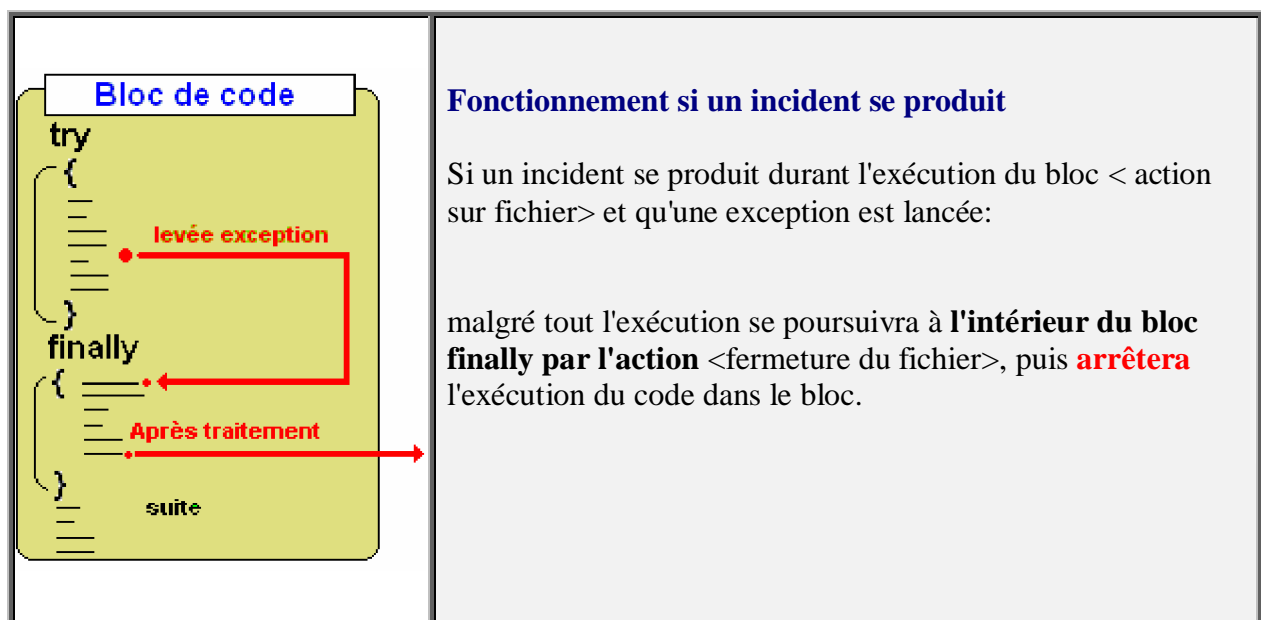 Bloc de code
try
{
levée exception
}
finally
{
Après traitement
}
suite
Fonctionnement si un incident se produit
Si un incident se produit durant l'exécution du bloc < action
sur fichier> et qu'une exception est lancée:
malgré tout l'exécution se poursuivra à l'intérieur du bloc
finally par l'action <fermeture du fichier>, puis arrêtera
l'exécution du code dans le bloc.